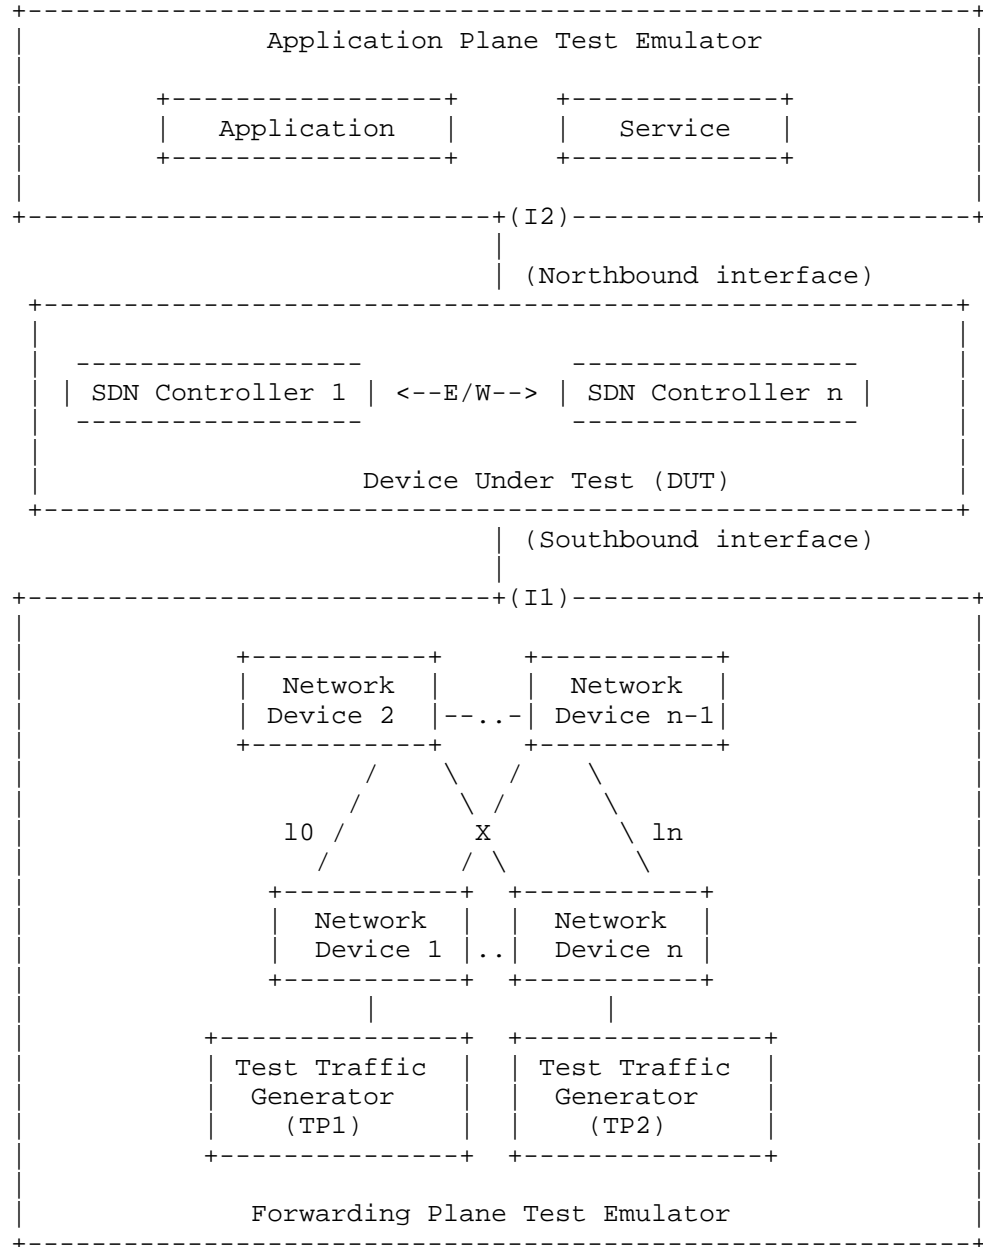 Application Plane Test Emulator
Application Service
(I2)
(Northbound interface)
SDN Controller 1 <--E/W--> SDN Controller n
Device Under Test (DUT)
(Southbound interface)
(I1)
Network Network
Device 2 --..- Device n-1
l0 X ln
Network Network
Device 1 .. Device n
Test Traffic Test Traffic
Generator Generator
(TP1) (TP2)
Forwarding Plane Test Emulator